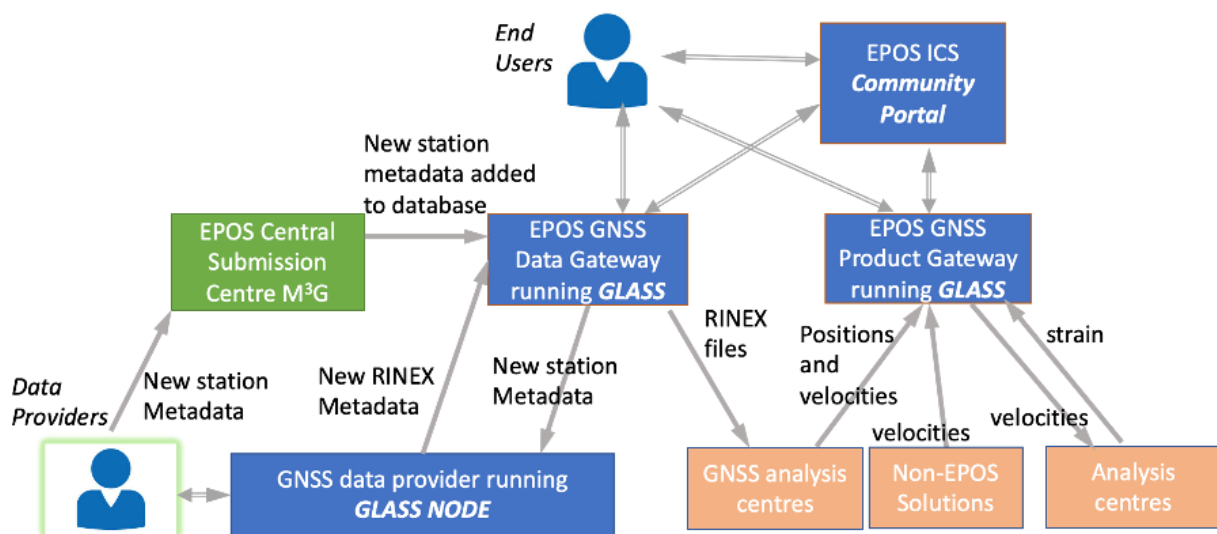 End
Users
EPOS ICS
Community
Portal
New station
metadata added
to database
EPOS Central
Submission
Centre M³G
EPOS GNSS
Data Gateway
running GLASS
EPOS GNSS
Product Gateway
running GLASS
RINEX
files
Positions
and
velocities
strain
Data
Providers
New station
Metadata
New RINEX
Metadata
New station
Metadata
velocities
velocities
GNSS data provider running
GLASS NODE
GNSS analysis
centres
Non-EPOS
Solutions
Analysis
centres